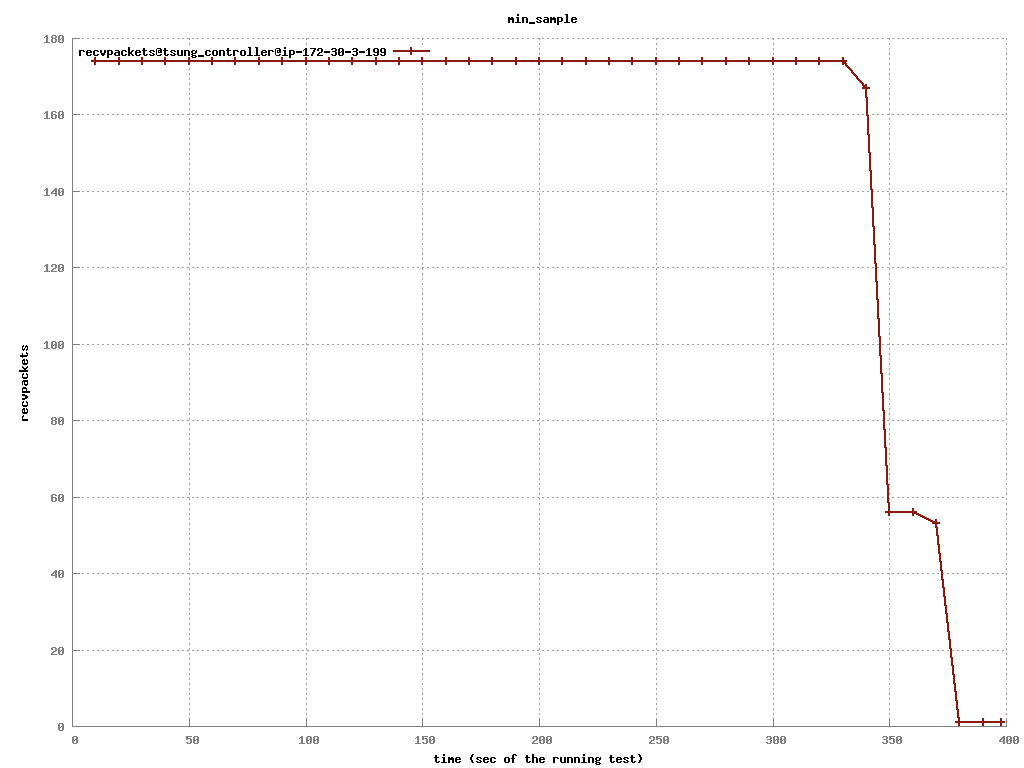 min_sample
180
recvpackets@tsung_controller@ip-172-30-3-199
160
140
120
100
80
60
40
20
0
recvpackets
0 50 100 150 200 250 300 350 400
time (sec of the running test)